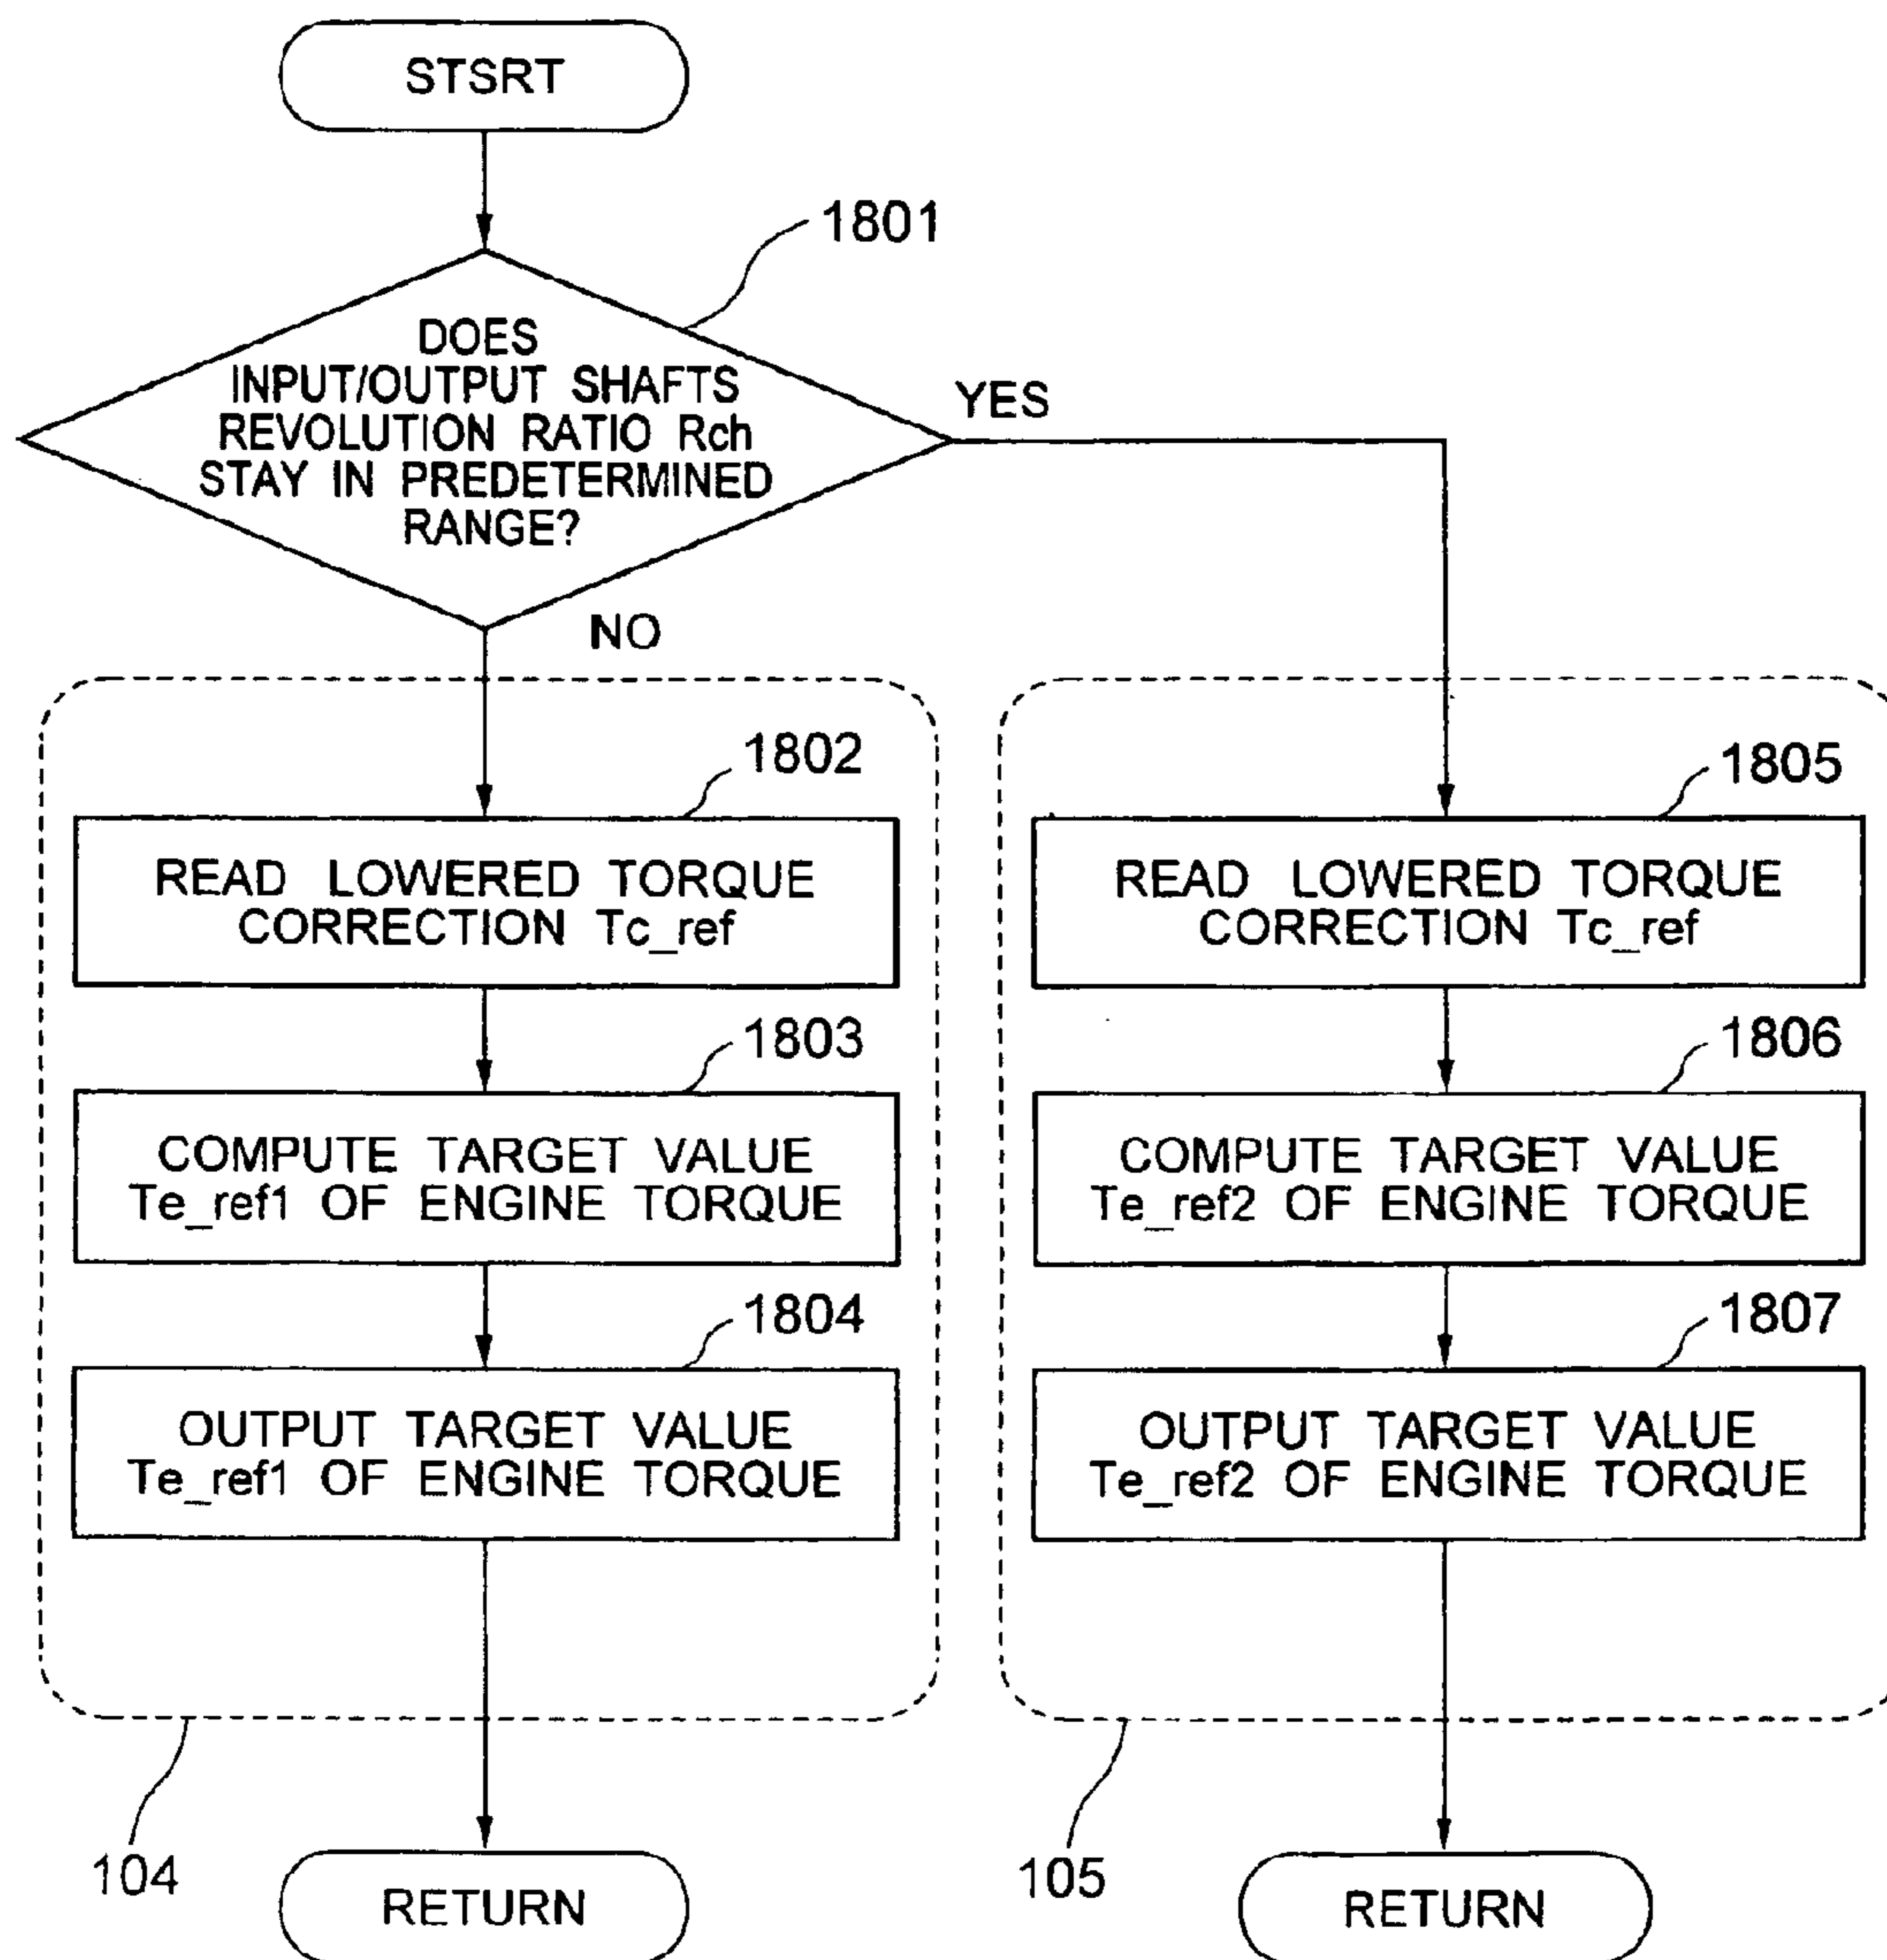 STSRT
1801
DOES
INPUT/OUTPUT SHAFTS
REVOLUTION RATIO Rch
STAY IN PREDETERMINED
RANGE?
YES
NO
1802
READ LOWERED TORQUE
CORRECTION Tc_ref
1803
COMPUTE TARGET VALUE
Te_ref1 OF ENGINE TORQUE
1804
OUTPUT TARGET VALUE
Te_ref1 OF ENGINE TORQUE
104
RETURN
1805
READ LOWERED TORQUE
CORRECTION Tc_ref
1806
COMPUTE TARGET VALUE
Te_ref2 OF ENGINE TORQUE
1807
OUTPUT TARGET VALUE
Te_ref2 OF ENGINE TORQUE
105
RETURN